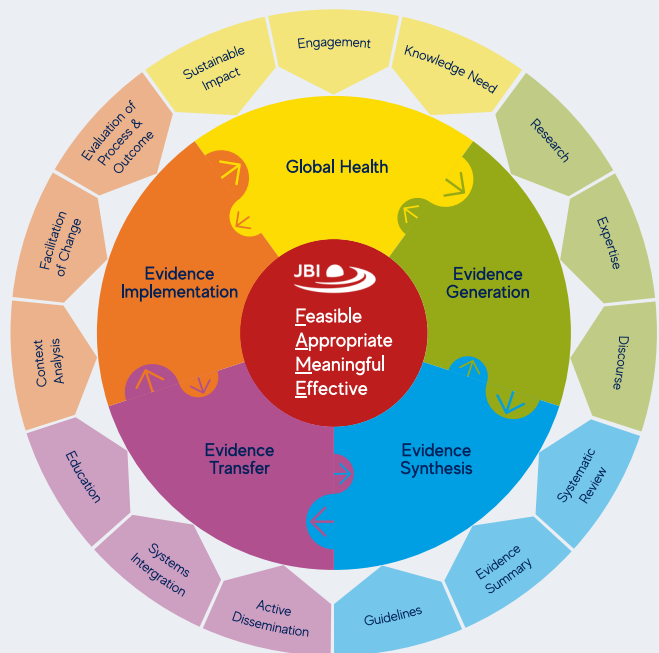 Engagement
Knowledge Need
Research
Expertise
Discourse
Systematic
Review
Evidence
Summary
Guidelines
Active
Dissemination
Systems
Intergration
Education
Context
Analysis
Facilitation
of Change
Evaluation of
Process &
Outcome
Sustainable
Impact
Global Health
Evidence
Generation
Evidence
Synthesis
Evidence
Transfer
Evidence
Implementation
JBI
Feasible
Appropriate
Meaningful
Effective